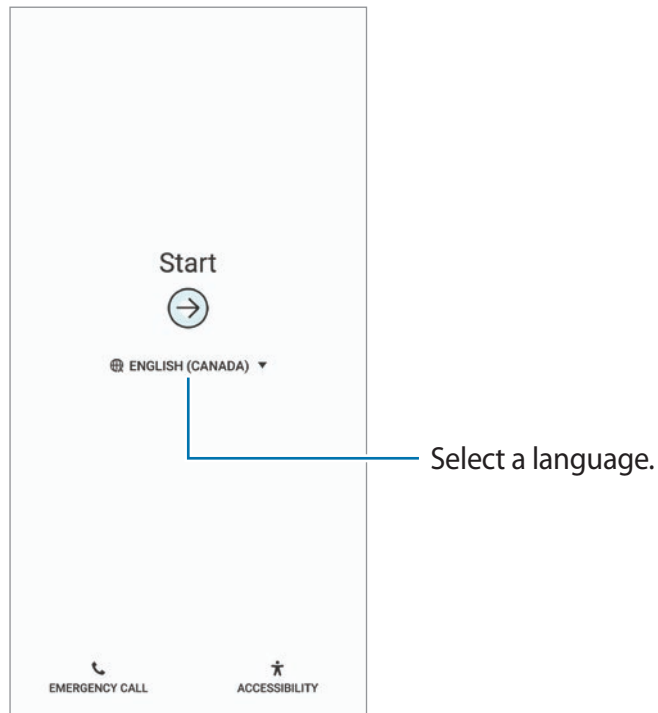 Start
ENGLISH (CANADA)
Select a language.
EMERGENCY CALL
ACCESSIBILITY